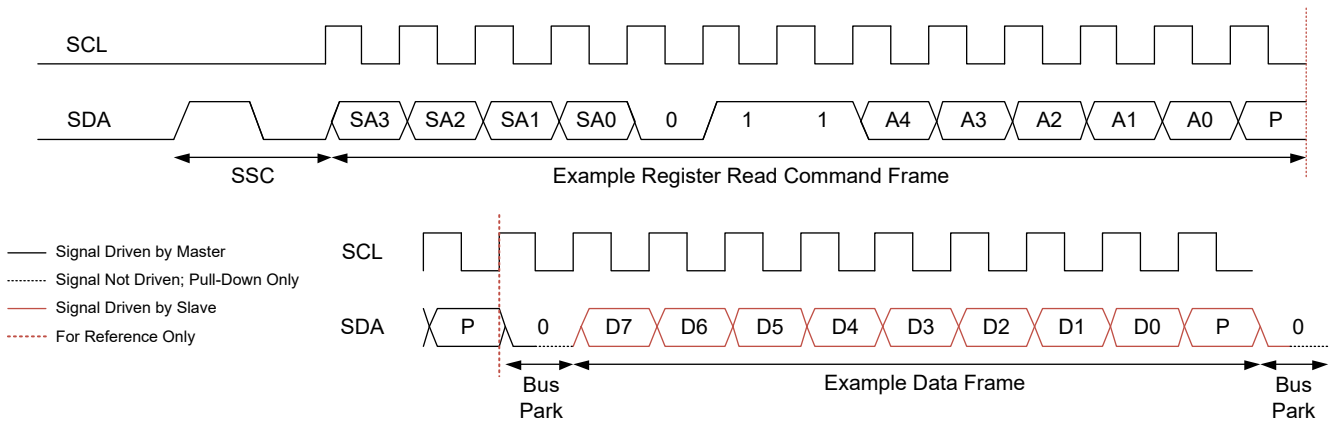 SCL
SDA SA3 SA2 SA1 SA0 0 1 1 A4 A3 A2 A1 A0 P
SSC Example Register Read Command Frame
Signal Driven by Master
Signal Not Driven; Pull-Down Only
Signal Driven by Slave
For Reference Only
SCL
SDA P 0 D7 D6 D5 D4 D3 D2 D1 D0 P 0
Bus Park
Example Data Frame
Bus Park